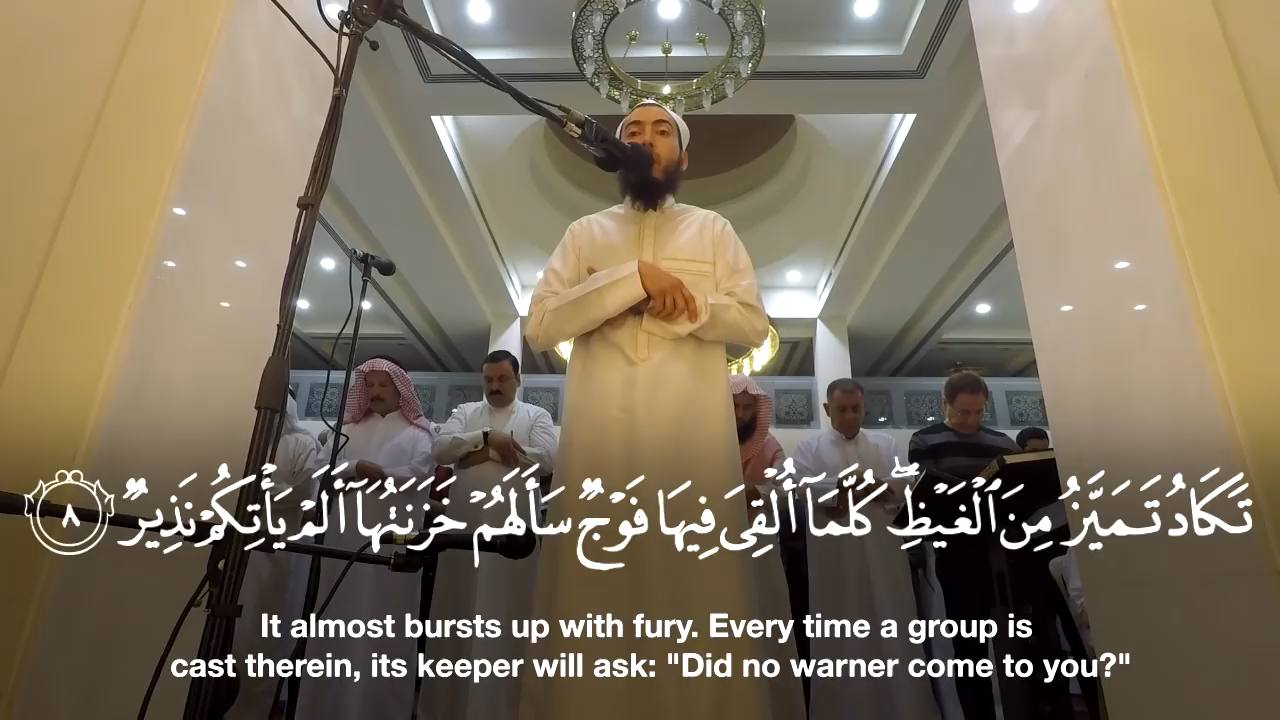 تَكَادُ تَمَيَّزُ مِنَ ٱلْغَيْظِ ۖ كُلَّمَآ أُلْقِىَ فِيهَا فَوْجٌ سَأَلَهُمْ خَزَنَتُهَآ أَلَمْ يَأْتِكُمْ نَذِيرٌ ٨
It almost bursts up with fury. Every time a group is
cast therein, its keeper will ask: "Did no warner come to you?"